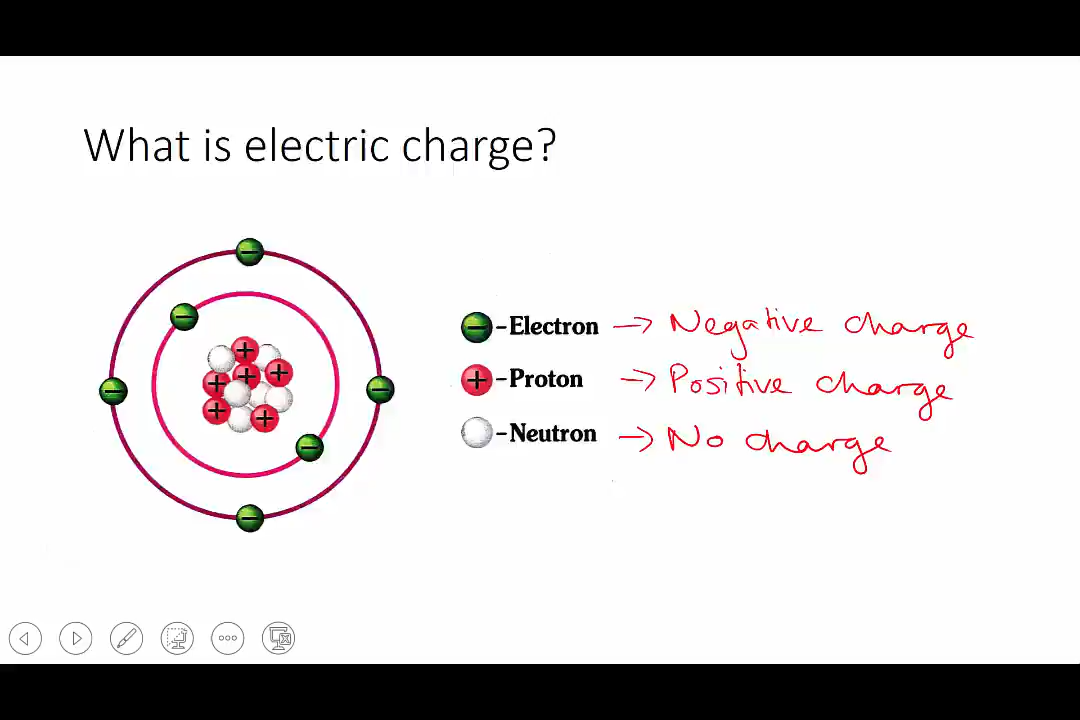 What is electric charge?
-Electron → Negative charge
-Proton → Positive charge
-Neutron → No charge